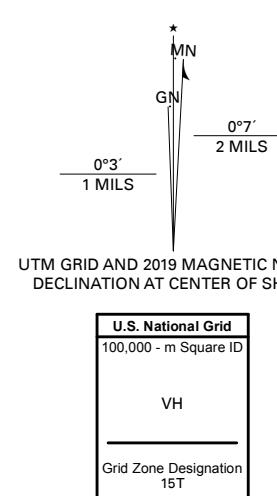 ★
MN
GN
0°7´
2 MILS
0°3´
1 MILS
UTM GRID AND 2019 MAGNETIC
DECLINATION AT CENTER OF
U.S. National Grid
100,000 - m Square ID
VH
Grid Zone Designation
15T